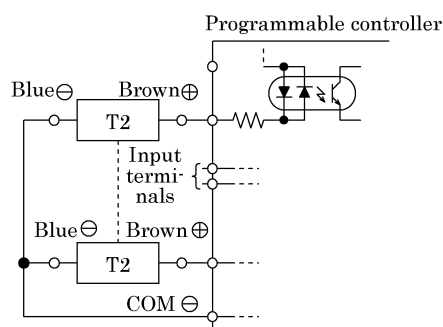 Programmable controller
Blue ⊖ Brown ⊕
T2
Input
termi-
nals
Blue ⊖ Brown ⊕
T2
COM ⊖